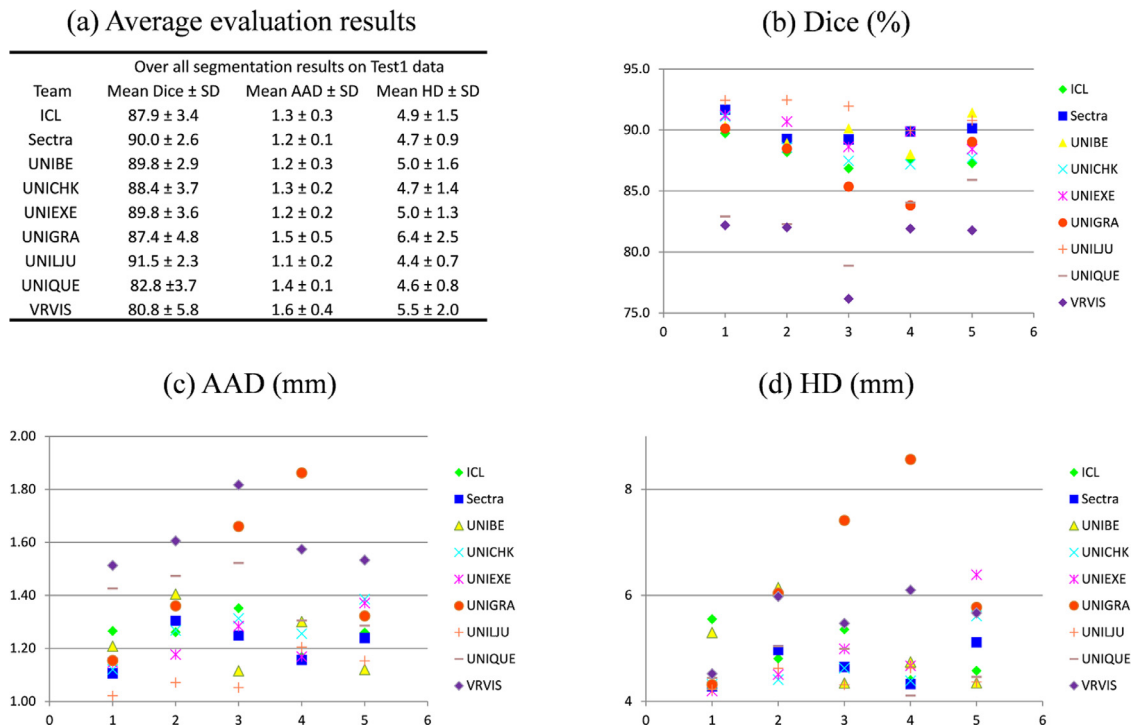 (a) Average evaluation results
Over all segmentation results on Test1 data
Team Mean Dice ± SD Mean AAD ± SD Mean HD ± SD
ICL 87.9 ± 3.4 1.3 ± 0.3 4.9 ± 1.5
Sectra 90.0 ± 2.6 1.2 ± 0.1 4.7 ± 0.9
UNIBE 89.8 ± 2.9 1.2 ± 0.3 5.0 ± 1.6
UNICHK 88.4 ± 3.7 1.3 ± 0.2 4.7 ± 1.4
UNIEXE 89.8 ± 3.6 1.2 ± 0.2 5.0 ± 1.3
UNIGRA 87.4 ± 4.8 1.5 ± 0.5 6.4 ± 2.5
UNILJU 91.5 ± 2.3 1.1 ± 0.2 4.4 ± 0.7
UNIQUE 82.8 ±3.7 1.4 ± 0.1 4.6 ± 0.8
VRVIS 80.8 ± 5.8 1.6 ± 0.4 5.5 ± 2.0
(b) Dice (%)
95.0
90.0
85.0
80.0
75.0
0 1 2 3 4 5 6
ICL
Sectra
UNIBE
UNICHK
UNIEXE
UNIGRA
UNILJU
UNIQUE
VRVIS
(c) AAD (mm)
2.00
1.80
1.60
1.40
1.20
1.00
0 1 2 3 4 5 6
ICL
Sectra
UNIBE
UNICHK
UNIEXE
UNIGRA
UNILJU
UNIQUE
VRVIS
(d) HD (mm)
8
6
4
0 1 2 3 4 5 6
ICL
Sectra
UNIBE
UNICHK
UNIEXE
UNIGRA
UNILJU
UNIQUE
VRVIS